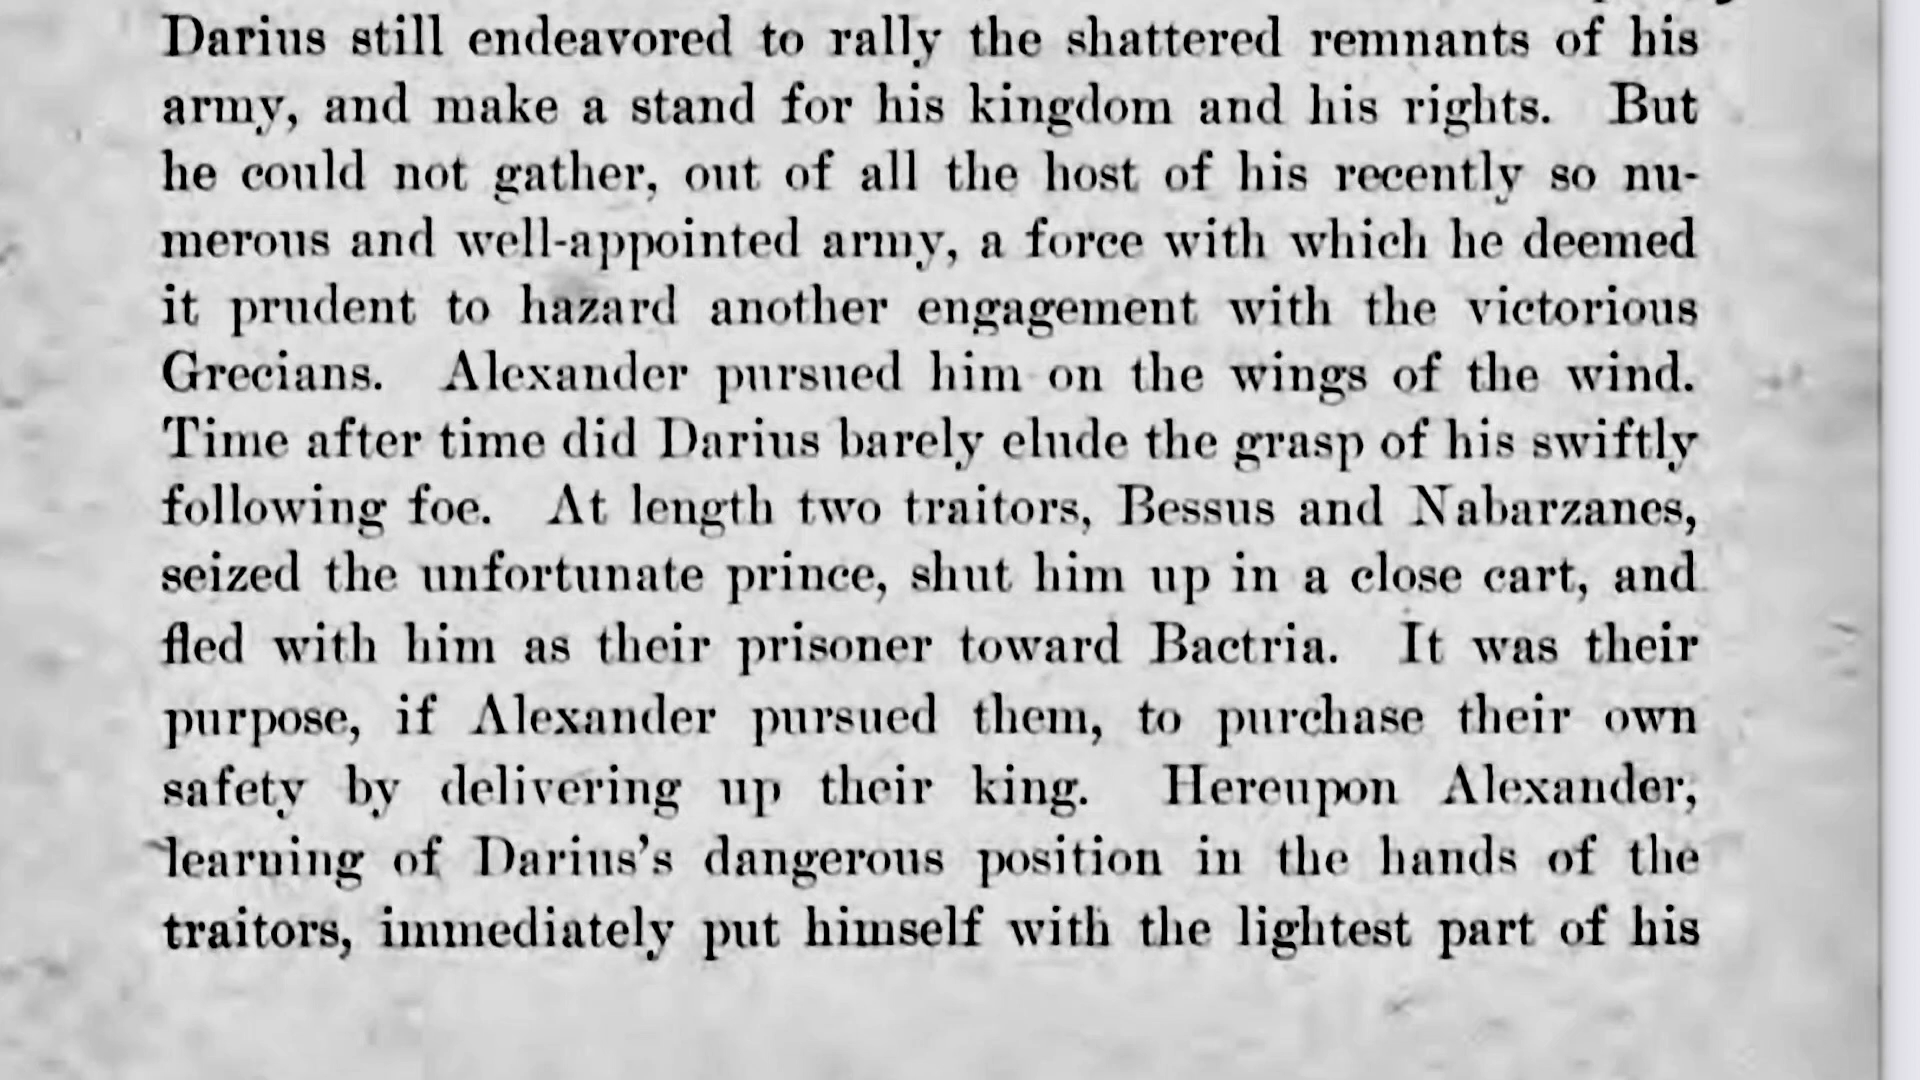 Darius still endeavored to rally the shattered remnants of his
army, and make a stand for his kingdom and his rights. But
he could not gather, out of all the host of his recently so nu-
merous and well-appointed army, a force with which he deemed
it prudent to hazard another engagement with the victorious
Grecians. Alexander pursued him on the wings of the wind.
Time after time did Darius barely elude the grasp of his swiftly
following foe. At length two traitors, Bessus and Nabarzanes,
seized the unfortunate prince, shut him up in a close cart, and
fled with him as their prisoner toward Bactria. It was their
purpose, if Alexander pursued them, to purchase their own
safety by delivering up their king. Hereupon Alexander,
learning of Darius's dangerous position in the hands of the
traitors, immediately put himself with the lightest part of his